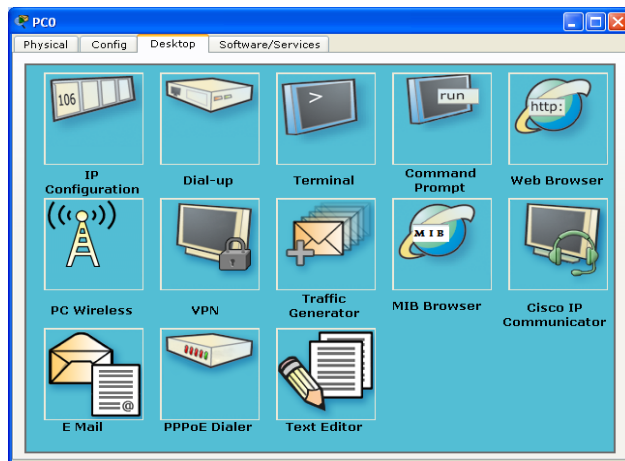 PC0
Physical Config Desktop Software/Services
106
>
run
http:
IP
Configuration
Dial-up
Terminal
Command
Prompt
Web Browser
MIB
PC Wireless
VPN
Traffic
Generator
MIB Browser
Cisco IP
Communicator
@
E Mail
PPPoE Dialer
Text Editor